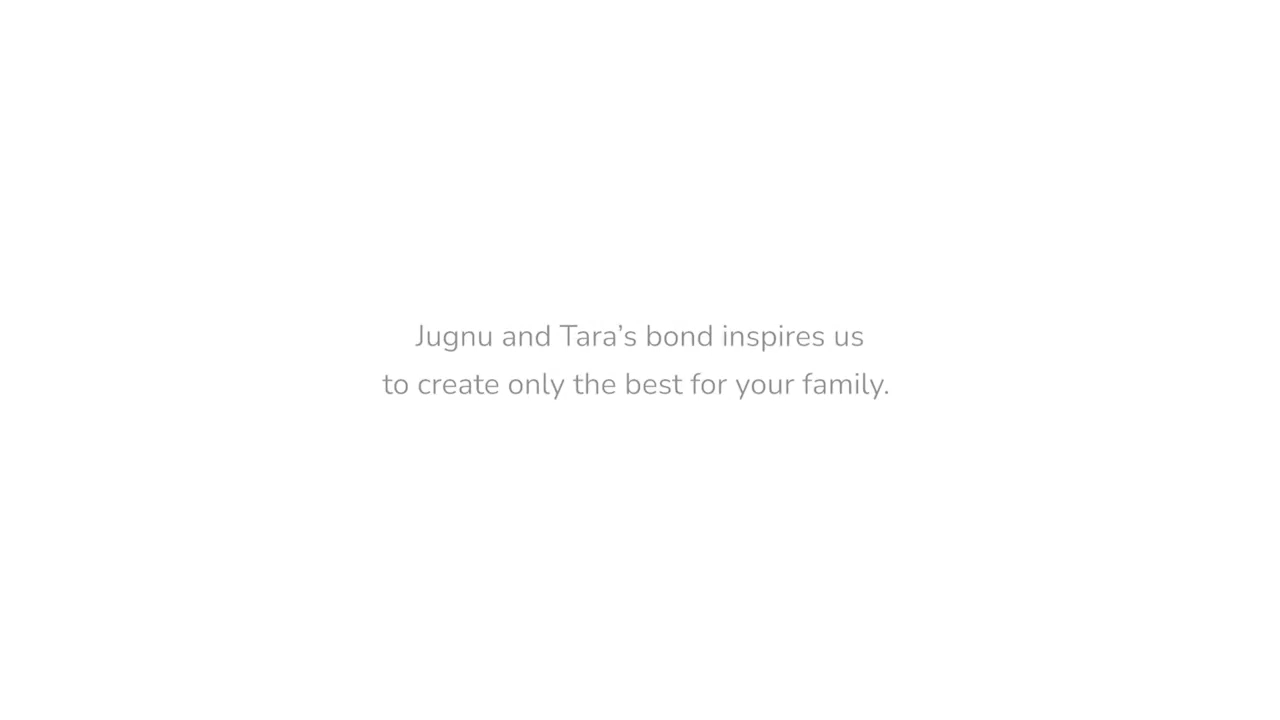 Jugnu and Tara’s bond inspires us
to create only the best for your family.